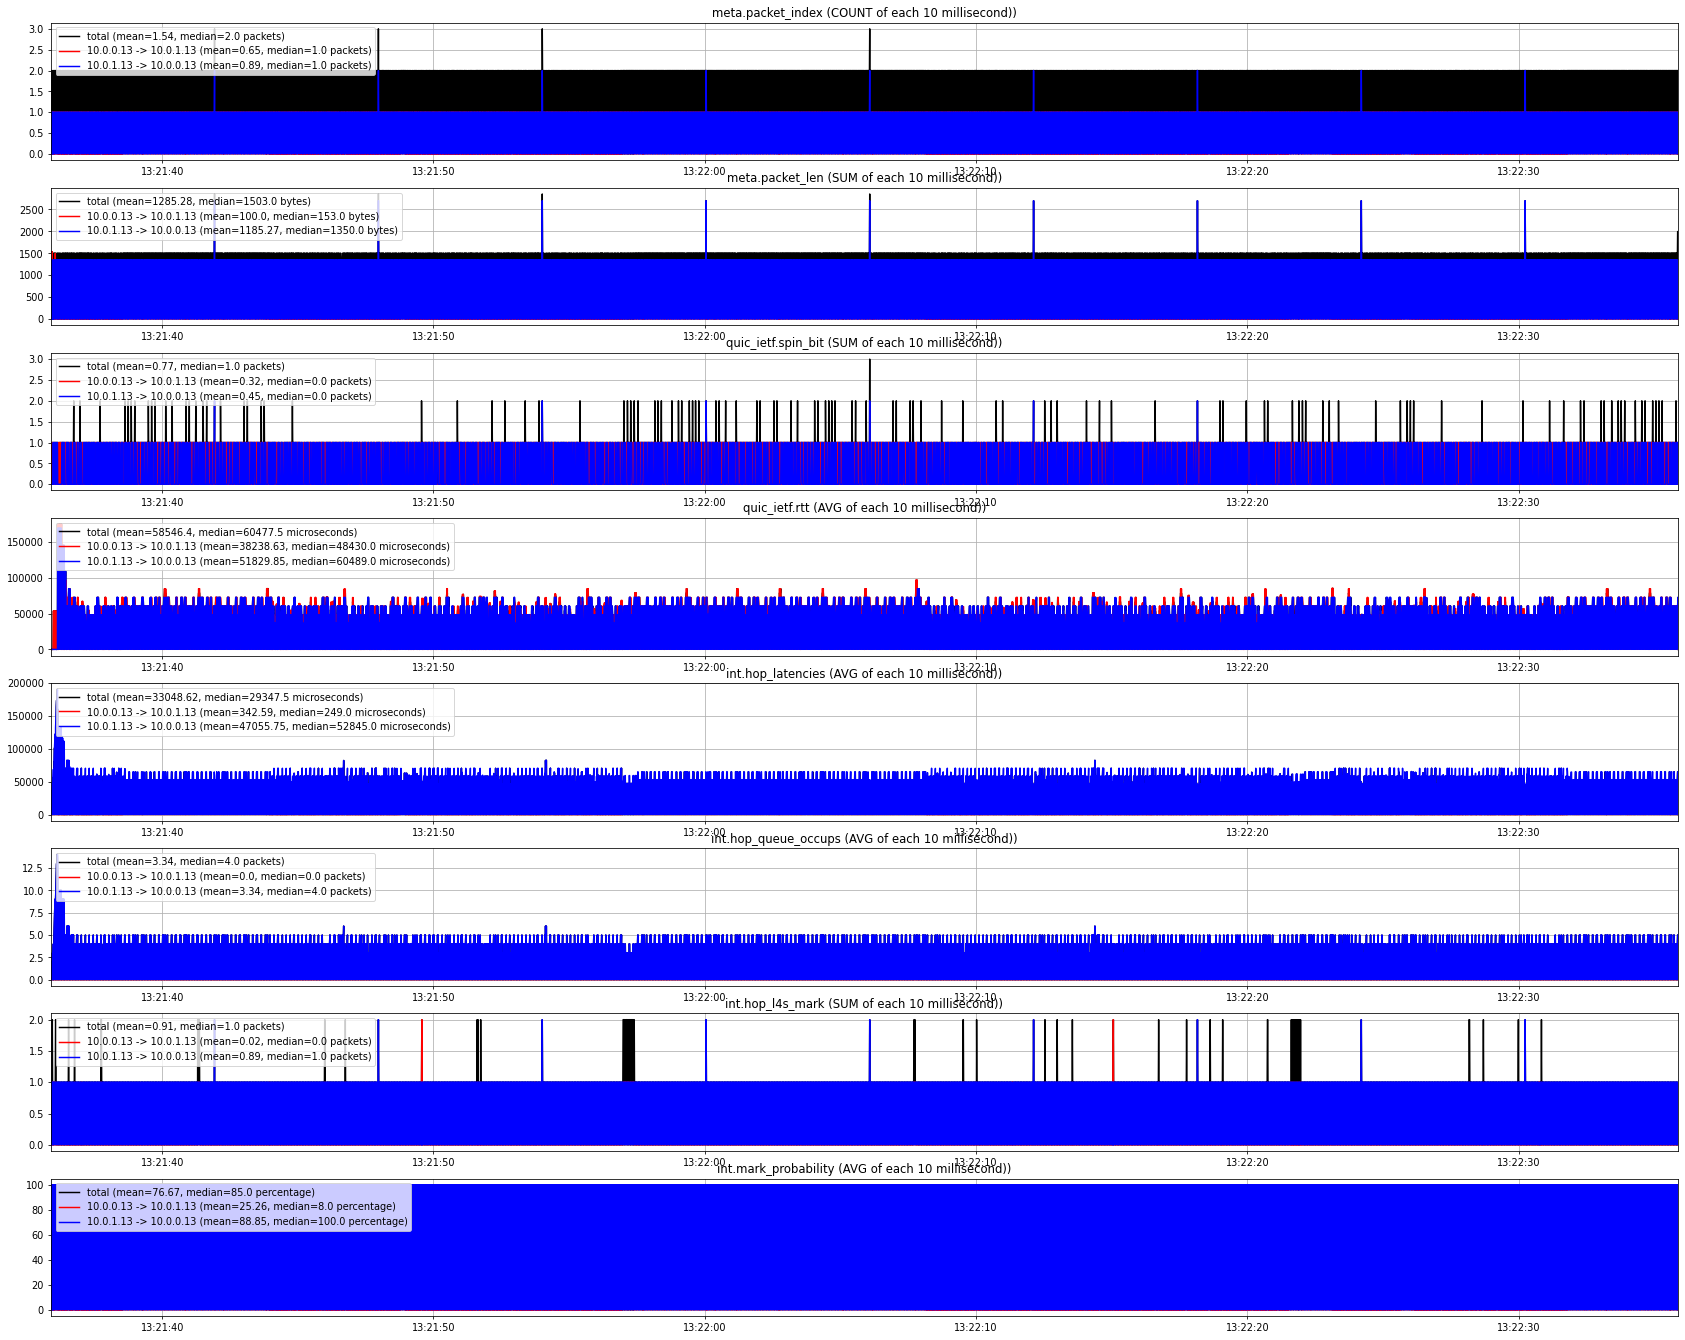 meta.packet_index (COUNT of each 10 millisecond))
3.0
2.5
2.0
1.5
1.0
0.5
0.0
total (mean=1.54, median=2.0 packets)
10.0.0.13 -> 10.0.1.13 (mean=0.65, median=1.0 packets)
10.0.1.13 -> 10.0.0.13 (mean=0.89, median=1.0 packets)
13:21:40 13:21:50 13:22:00 13:22:10 13:22:20 13:22:30
meta.packet_len (SUM of each 10 millisecond))
2500
2000
1500
1000
500
0
total (mean=1285.28, median=1503.0 bytes)
10.0.0.13 -> 10.0.1.13 (mean=100.0, median=153.0 bytes)
10.0.1.13 -> 10.0.0.13 (mean=1185.27, median=1350.0 bytes)
13:21:40 13:21:50 13:22:00 13:22:10 13:22:20 13:22:30
quic_ietf.spin_bit (SUM of each 10 millisecond))
3.0
2.5
2.0
1.5
1.0
0.5
0.0
total (mean=0.77, median=1.0 packets)
10.0.0.13 -> 10.0.1.13 (mean=0.32, median=0.0 packets)
10.0.1.13 -> 10.0.0.13 (mean=0.45, median=0.0 packets)
13:21:40 13:21:50 13:22:00 13:22:10 13:22:20 13:22:30
quic_ietf.rtt (AVG of each 10 millisecond))
150000
100000
50000
0
total (mean=58546.4, median=60477.5 microseconds)
10.0.0.13 -> 10.0.1.13 (mean=38238.63, median=48430.0 microseconds)
10.0.1.13 -> 10.0.0.13 (mean=51829.85, median=60489.0 microseconds)
13:21:40 13:21:50 13:22:00 13:22:10 13:22:20 13:22:30
int.hop_latencies (AVG of each 10 millisecond))
200000
150000
100000
50000
0
total (mean=33048.62, median=29347.5 microseconds)
10.0.0.13 -> 10.0.1.13 (mean=342.59, median=249.0 microseconds)
10.0.1.13 -> 10.0.0.13 (mean=47055.75, median=52845.0 microseconds)
13:21:40 13:21:50 13:22:00 13:22:10 13:22:20 13:22:30
int.hop_queue_occups (AVG of each 10 millisecond))
12.5
10.0
7.5
5.0
2.5
0.0
total (mean=3.34, median=4.0 packets)
10.0.0.13 -> 10.0.1.13 (mean=0.0, median=0.0 packets)
10.0.1.13 -> 10.0.0.13 (mean=3.34, median=4.0 packets)
13:21:40 13:21:50 13:22:00 13:22:10 13:22:20 13:22:30
int.hop_l4s_mark (SUM of each 10 millisecond))
2.0
1.5
1.0
0.5
0.0
total (mean=0.91, median=1.0 packets)
10.0.0.13 -> 10.0.1.13 (mean=0.02, median=0.0 packets)
10.0.1.13 -> 10.0.0.13 (mean=0.89, median=1.0 packets)
13:21:40 13:21:50 13:22:00 13:22:10 13:22:20 13:22:30
int.mark_probability (AVG of each 10 millisecond))
100
80
60
40
20
0
total (mean=76.67, median=85.0 percentage)
10.0.0.13 -> 10.0.1.13 (mean=25.26, median=8.0 percentage)
10.0.1.13 -> 10.0.0.13 (mean=88.85, median=100.0 percentage)
13:21:40 13:21:50 13:22:00 13:22:10 13:22:20 13:22:30